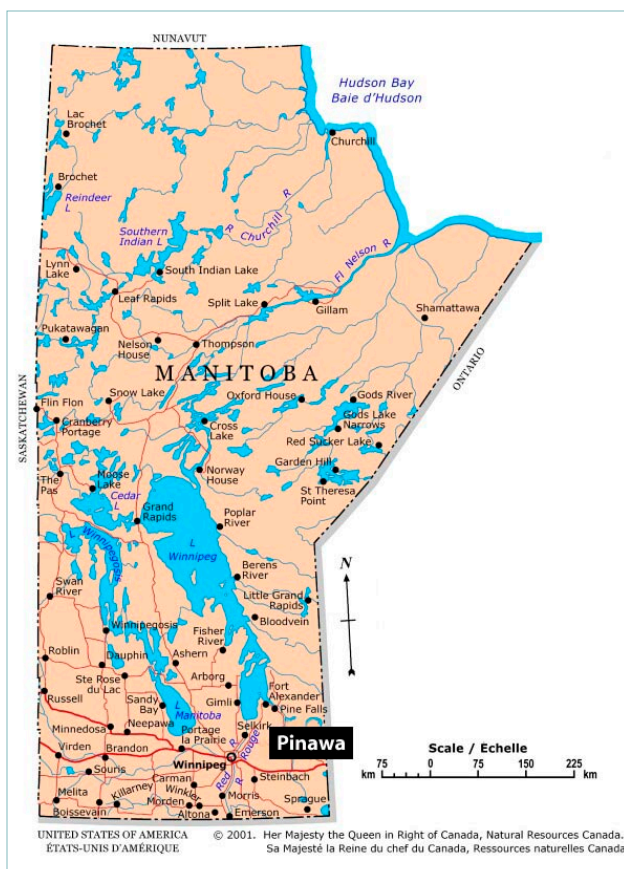 NUNAVUT
Hudson Bay
Baie d'Hudson
Lac
Brochet
Churchill
Brochet
Reindeer
L
R Churchill R
Southern
Indian L
Lynn
Lake
South Indian Lake
Fl Nelson R
Leaf Rapids
Split Lake
Gillam
Shamattawa
Pukatawagan
Nelson
House
Thompson
MANITOBA
ONTARIO
SASKATCHEWAN
Flin Flon
Snow Lake
Oxford House
Gods River
Cranberry
Portage
Cross
Lake
Gods Lake
Narrows
Red Sucker Lake
The
Pas
Moose
Lake
Norway
House
Garden Hill
Cedar
L
St Theresa
Point
Grand
Rapids
Poplar
River
L
Winnipegosis
L
Winnipeg
N
Berens
River
Swan
River
Little Grand
Rapids
Bloodvein
Winnipegosis
Fisher
River
Roblin
Dauphin
Ashern
Ste Rose
du Lac
Arborg
Fort
Alexander
Russell
Sandy
Bay
L
Manitoba
Gimli
Pine Falls
Minnedosa
Neepawa
Selkirk
Pinawa
Portage
la Prairie
Virden
Brandon
Winnipeg
Red R
Rouge R
Scale / Echelle
km 75 0 75 150 225 km
Souris
Carman
Steinbach
Melita
Killarney
Winkler
Morris
Sprague
Boissevain
Morden
Altona
Emerson
UNITED STATES OF AMERICA
ÉTATS-UNIS D'AMÉRIQUE
© 2001. Her Majesty the Queen in Right of Canada, Natural Resources Canada.
Sa Majesté la Reine du chef du Canada, Ressources naturelles Canada